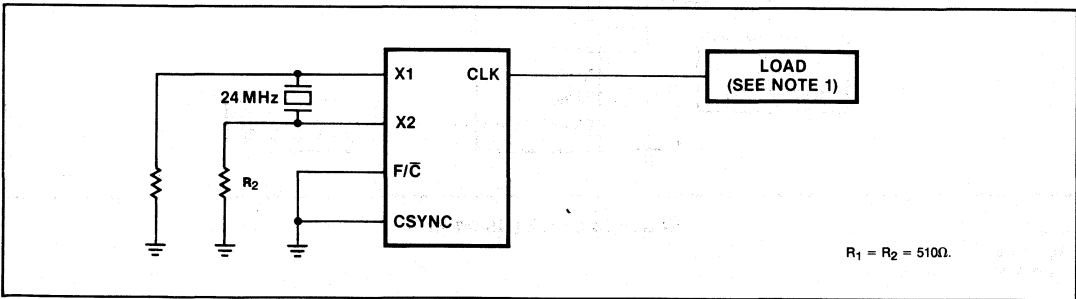 X1
CLK
LOAD
(SEE NOTE 1)
24 MHz
X2
F/C̅
R₂
CSYNC
R₁ = R₂ = 510Ω.